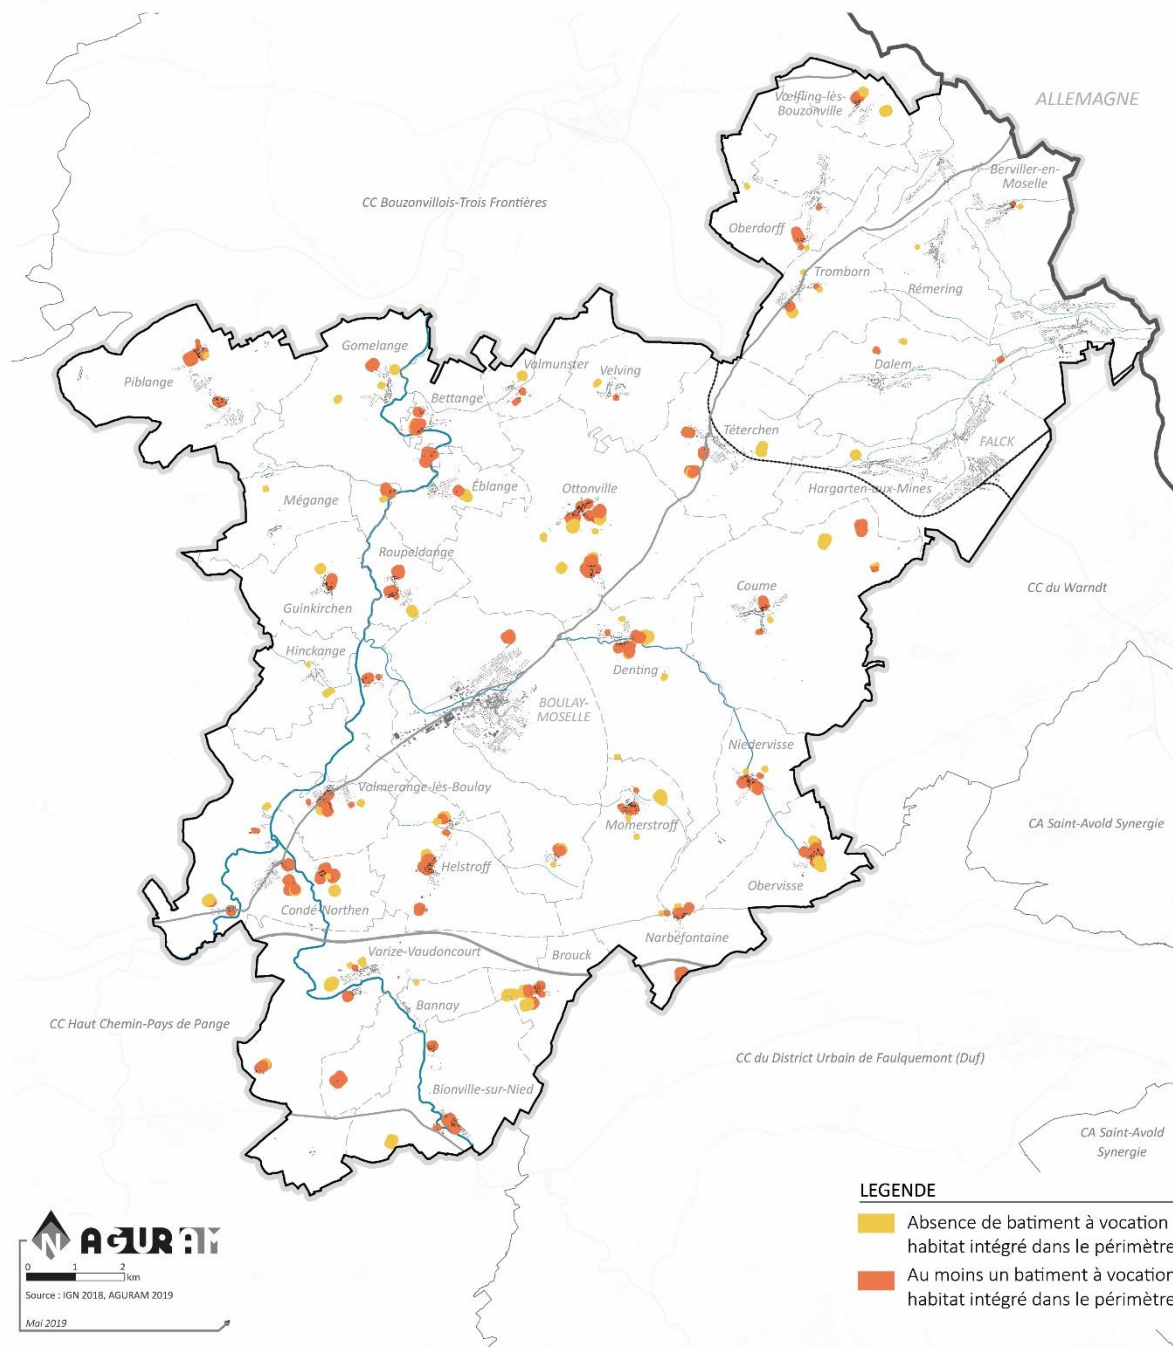 ALLEMAGNE
Vœlfling-lès-
Bouzonville
Berviller-en-
Moselle
CC Bouzonvillois-Trois Frontières
Oberdorff
Tromborn
Rémering
Gomelange
Piblange
Valmunster
Velving
Dalem
Bettange
Téterchen
FALCK
Éblange
Ottonville
Hargarten-aux-Mines
Mégange
Roupeldange
Guinkirchen
Coume
CC du Warndt
Hinckange
Denting
BOULAY-
MOSELLE
Niedervisse
Valmerange-lès-Boulay
Momerstroff
CA Saint-Avold Synergie
Helstroff
Obervisse
Condé-Northen
Narbéfontaine
Varize-Vaudoncourt
Brouck
Bannay
CC Haut Chemin-Pays de Pange
CC du District Urbain de Faulquemont (Duf)
Bionville-sur-Nied
CA Saint-Avold
Synergie
LEGENDE
Absence de batiment à vocation
habitat intégré dans le périmètre
Au moins un batiment à vocation
habitat intégré dans le périmètre
N AGURAM
0 1 2
km
Source : IGN 2018, AGURAM 2019
Mai 2019